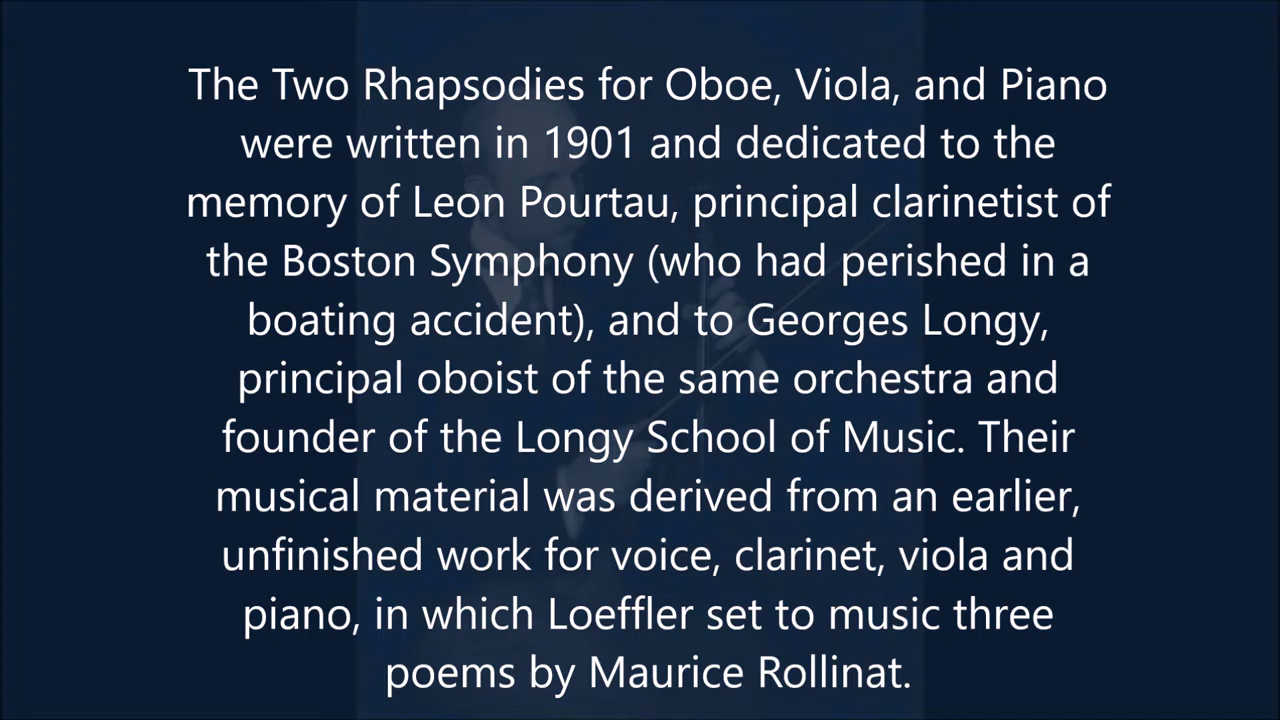 The Two Rhapsodies for Oboe, Viola, and Piano
were written in 1901 and dedicated to the
memory of Leon Pourtau, principal clarinetist of
the Boston Symphony (who had perished in a
boating accident), and to Georges Longy,
principal oboist of the same orchestra and
founder of the Longy School of Music. Their
musical material was derived from an earlier,
unfinished work for voice, clarinet, viola and
piano, in which Loeffler set to music three
poems by Maurice Rollinat.